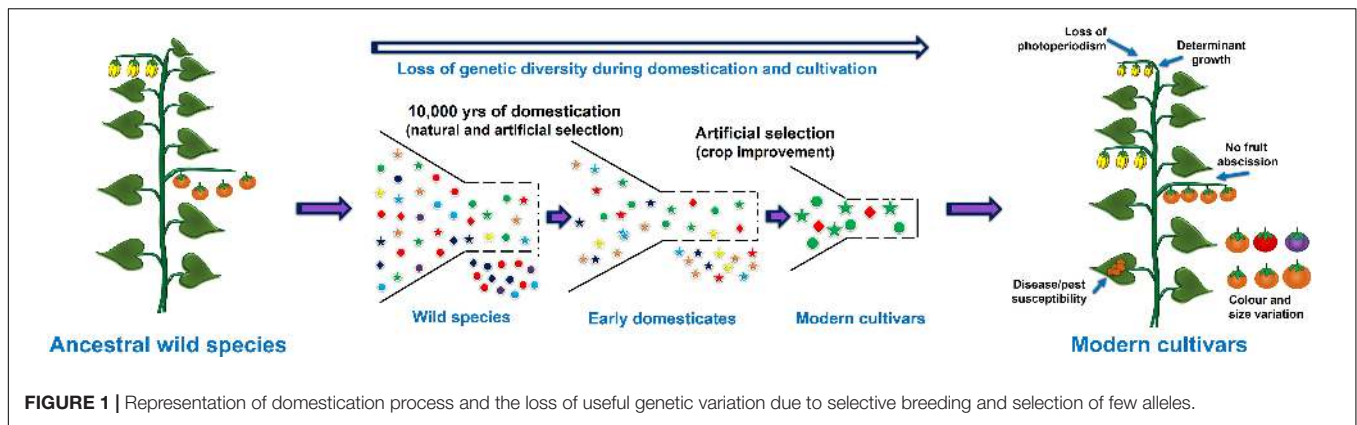 Loss of genetic diversity during domestication and cultivation
10,000 yrs of domestication
(natural and artificial selection)
Artificial selection
(crop improvement)
Wild species
Early domesticates
Modern cultivars
Ancestral wild species
Loss of
photoperiodism
Determinant
growth
No fruit
abscission
Disease/pest
susceptibility
Colour and
size variation
Modern cultivars
FIGURE 1 | Representation of domestication process and the loss of useful genetic variation due to selective breeding and selection of few alleles.